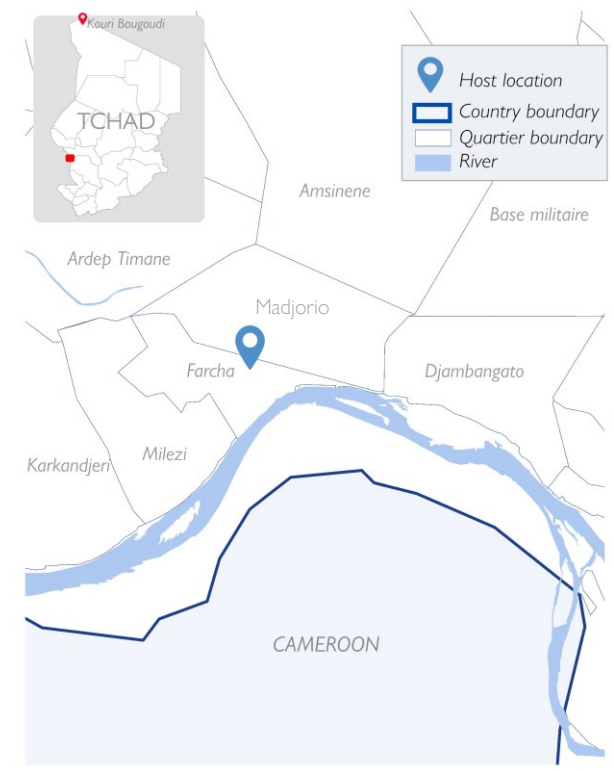 Kouri Bougoudi
TCHAD
Host location
Country boundary
Quartier boundary
River
Amsinene
Base militaire
Ardep Timane
Madjorio
Farcha
Djambangato
Milezi
Karkandjeri
CAMEROON